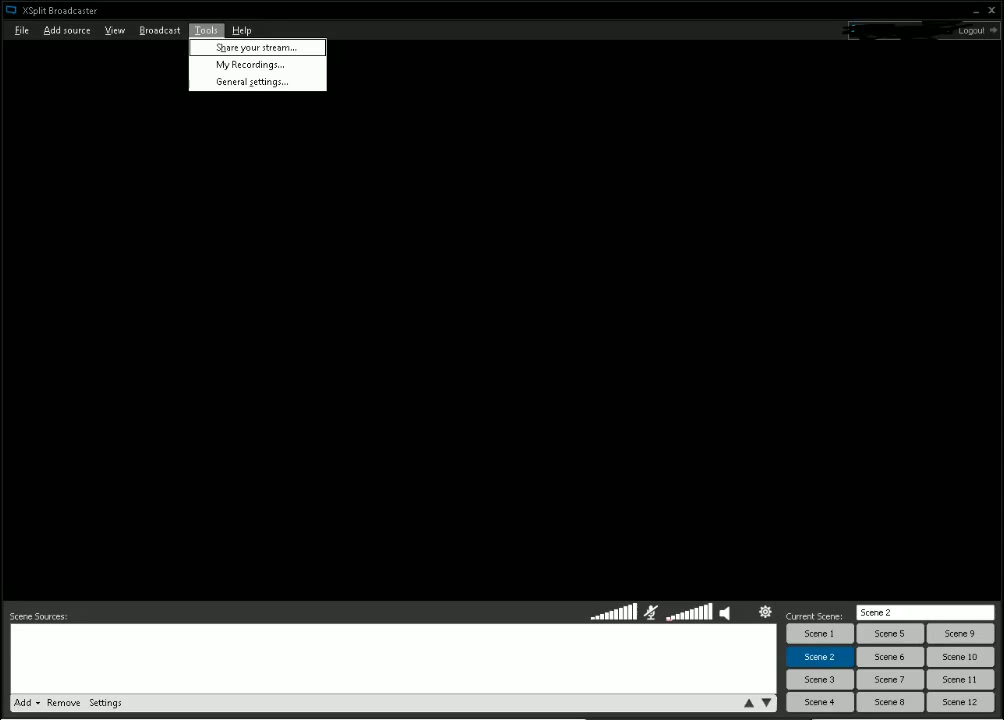 XSplit Broadcaster
File Add source View Broadcast Tools Help Logout
Share your stream...
My Recordings...
General settings...
Scene Sources:
Current Scene: Scene 2
Scene 1 Scene 5 Scene 9
Scene 2 Scene 6 Scene 10
Scene 3 Scene 7 Scene 11
Scene 4 Scene 8 Scene 12
Add Remove Settings